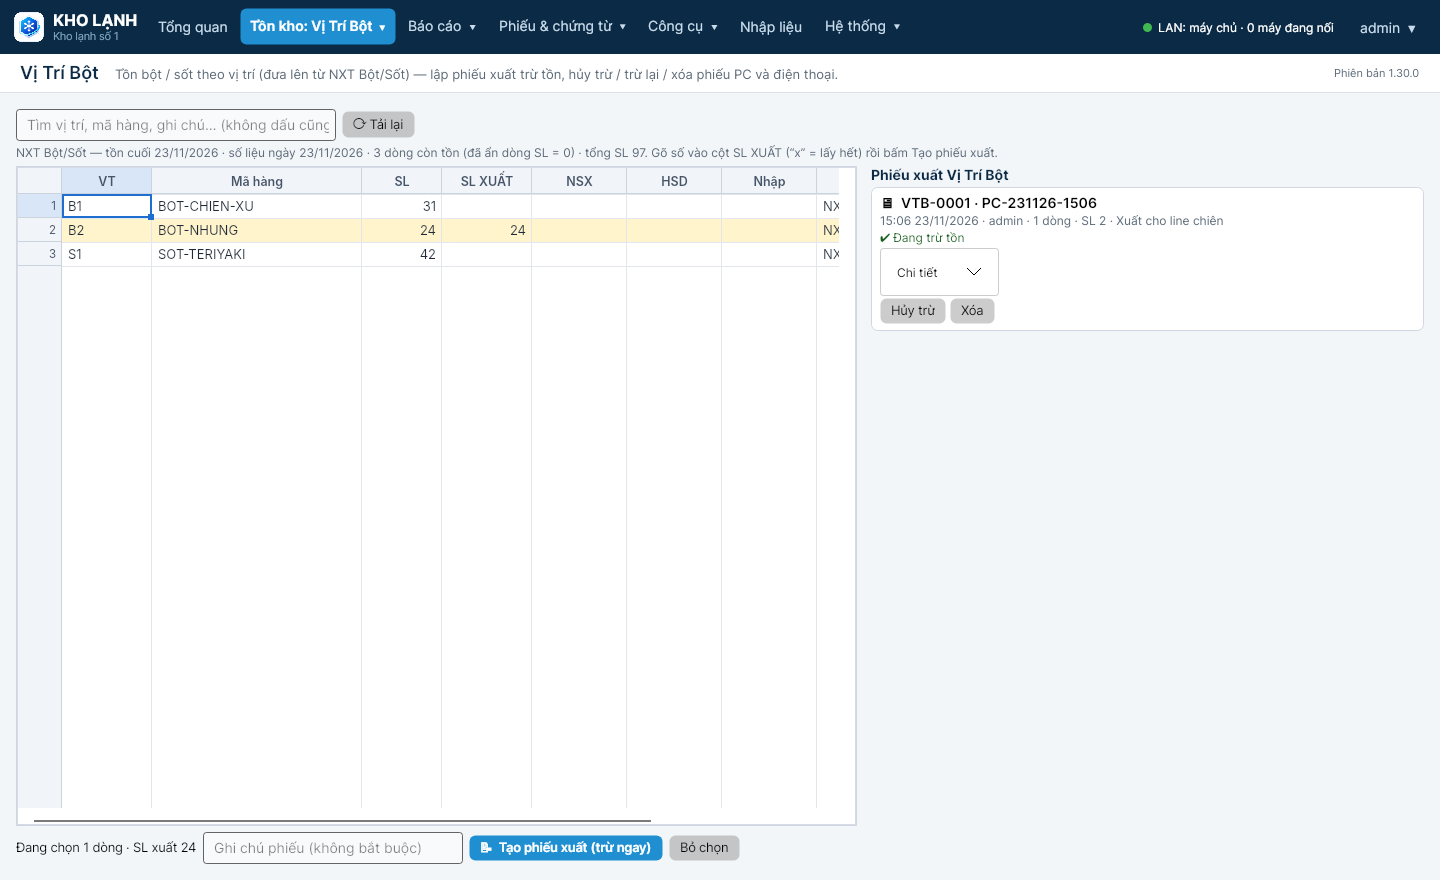 KHO LẠNH
Kho lạnh số 1
Tổng quan
Tồn kho: Vị Trí Bột ▾
Báo cáo ▾
Phiếu & chứng từ ▾
Công cụ ▾
Nhập liệu
Hệ thống ▾
LAN: máy chủ · 0 máy đang nối
admin ▾
Vị Trí Bột
Tồn bột / sốt theo vị trí (đưa lên từ NXT Bột/Sốt) — lập phiếu xuất trừ tồn, hủy trừ / trừ lại / xóa phiếu PC và điện thoại.
Phiên bản 1.30.0
Tìm vị trí, mã hàng, ghi chú... (không dấu cũng
⟳ Tải lại
NXT Bột/Sốt — tồn cuối 23/11/2026 · số liệu ngày 23/11/2026 · 3 dòng còn tồn (đã ẩn dòng SL = 0) · tổng SL 97. Gõ số vào cột SL XUẤT ("x" = lấy hết) rồi bấm Tạo phiếu xuất.
VT Mã hàng SL SL XUẤT NSX HSD Nhập
1 B1 BOT-CHIEN-XU 31 NX
2 B2 BOT-NHUNG 24 24 NX
3 S1 SOT-TERIYAKI 42 NX
Phiếu xuất Vị Trí Bột
VTB-0001 · PC-231126-1506
15:06 23/11/2026 · admin · 1 dòng · SL 2 · Xuất cho line chiên
✔ Đang trừ tồn
Chi tiết
Hủy trừ
Xóa
Đang chọn 1 dòng · SL xuất 24
Ghi chú phiếu (không bắt buộc)
Tạo phiếu xuất (trừ ngay)
Bỏ chọn